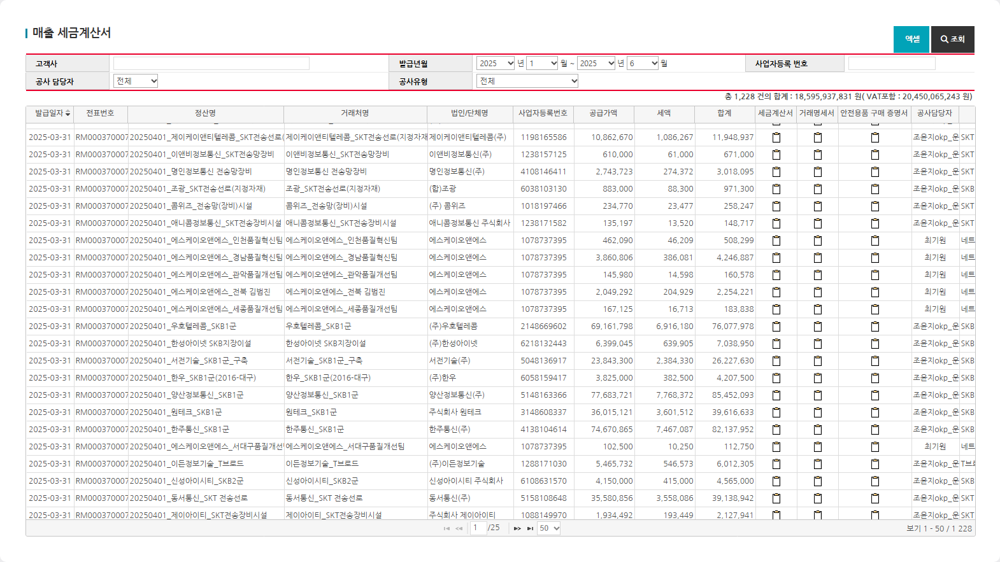 매출 세금계산서
엑셀 조회
고객사 발급년월 2025 년 1 월 ~ 2025 년 6 월 사업자등록 번호
공사 담당자 전체 공사유형 전체
총 1,228 건의 합계 : 18,595,937,831 원( VAT포함 : 20,450,065,243 원)
발급일자 전표번호 정산명 거래처명 법인/단체명 사업자등록번호 공급가액 세액 합계 세금계산서 거래명세서 안전용품 구매 증명서 공사담당자
2025-03-31 RM000370007 20250401_제이케이앤티텔레콤_SKT전송선로( 제이케이앤티텔레콤_SKT전송선로(지정자재 제이케이앤티텔레콤(주) 1198165586 10,862,670 1,086,267 11,948,937 조윤지okp_운 SKT
2025-03-31 RM000370007 20250401_이앤비정보통신_SKT전송망장비 이앤비정보통신_SKT전송망장비 이앤비정보통신(주) 1238157125 610,000 61,000 671,000 조윤지okp_운 SKT
2025-03-31 RM000370007 20250401_명인정보통신 전송망장비 명인정보통신 전송망장비 명인정보통신(주) 4108146411 2,743,723 274,372 3,018,095 조윤지okp_운 SKT
2025-03-31 RM000370007 20250401_조광_SKT전송선로(지정자재) 조광_SKT전송선로(지정자재) (합)조광 6038103130 883,000 88,300 971,300 조윤지okp_운 SKB
2025-03-31 RM000370007 20250401_콤위즈_전송망(장비)시설 콤위즈_전송망(장비)시설 (주) 콤위즈 1018197466 234,770 23,477 258,247 조윤지okp_운 SKT
2025-03-31 RM000370007 20250401_애니콤정보통신_SKT전송장비시설 애니콤정보통신_SKT전송장비시설 애니콤정보통신 주식회사 1238171582 135,197 13,520 148,717 조윤지okp_운 SKT
2025-03-31 RM000370007 20250401_에스케이오앤에스_인천품질혁신팀 에스케이오앤에스_인천품질혁신팀 에스케이오앤에스 1078737395 462,090 46,209 508,299 최기원 네트
2025-03-31 RM000370007 20250401_에스케이오앤에스_경남품질혁신팀 에스케이오앤에스_경남품질혁신팀 에스케이오앤에스 1078737395 3,860,806 386,081 4,246,887 최기원 네트
2025-03-31 RM000370007 20250401_에스케이오앤에스_관악품질개선팀 에스케이오앤에스_관악품질개선팀 에스케이오앤에스 1078737395 145,980 14,598 160,578 최기원 네트
2025-03-31 RM000370007 20250401_에스케이오앤에스_전북 김범진 에스케이오앤에스_전북 김범진 에스케이오앤에스 1078737395 2,049,292 204,929 2,254,221 최기원 네트
2025-03-31 RM000370007 20250401_에스케이오앤에스_세종품질개선팀 에스케이오앤에스_세종품질개선팀 에스케이오앤에스 1078737395 167,125 16,713 183,838 최기원 네트
2025-03-31 RM000370007 20250401_우호텔레콤_SKB1군 우호텔레콤_SKB1군 (주)우호텔레콤 2148669602 69,161,798 6,916,180 76,077,978 조윤지okp_운 SKB
2025-03-31 RM000370007 20250401_한성아이넷 SKB지장이설 한성아이넷 SKB지장이설 (주)한성아이넷 6218132443 6,399,045 639,905 7,038,950 조윤지okp_운 SKB
2025-03-31 RM000370007 20250401_서전기술_SKB1군_구축 서전기술_SKB1군_구축 서전기술(주) 5048136917 23,843,300 2,384,330 26,227,630 조윤지okp_운 SKB
2025-03-31 RM000370007 20250401_한우_SKB1군(2016-대구) 한우_SKB1군(2016-대구) (주)한우 6058159417 3,825,000 382,500 4,207,500 조윤지okp_운 SKB
2025-03-31 RM000370007 20250401_양산정보통신_SKB1군 양산정보통신_SKB1군 양산정보통신(주) 5148163366 77,683,721 7,768,372 85,452,093 조윤지okp_운 SKB
2025-03-31 RM000370007 20250401_원테크_SKB1군 원테크_SKB1군 주식회사 원테크 3148608337 36,015,121 3,601,512 39,616,633 조윤지okp_운 SKB
2025-03-31 RM000370007 20250401_한주통신_SKB1군 한주통신_SKB1군 한주통신(주) 4138104614 74,670,865 7,467,087 82,137,952 조윤지okp_운 SKB
2025-03-31 RM000370007 20250401_에스케이오앤에스_서대구품질개선 에스케이오앤에스_서대구품질개선팀 에스케이오앤에스 1078737395 102,500 10,250 112,750 최기원 네트
2025-03-31 RM000370007 20250401_이든정보기술_T브로드 이든정보기술_T브로드 (주)이든정보기술 1288171030 5,465,732 546,573 6,012,305 조윤지okp_운 T브로
2025-03-31 RM000370007 20250401_신성아이시티_SKB2군 신성아이시티_SKB2군 신성아이시티 주식회사 6108631570 4,150,000 415,000 4,565,000 조윤지okp_운 SKB
2025-03-31 RM000370007 20250401_동서통신_SKT 전송선로 동서통신_SKT 전송선로 동서통신(주) 5158108648 35,580,856 3,558,086 39,138,942 조윤지okp_운 SKT
2025-03-31 RM000370007 20250401_제이아이티_SKT전송장비시설 제이아이티_SKT전송장비시설 주식회사 제이아이티 1088149970 1,934,492 193,449 2,127,941 조윤지okp_운 SKT
1 /25 50 보기 1 - 50 / 1 228